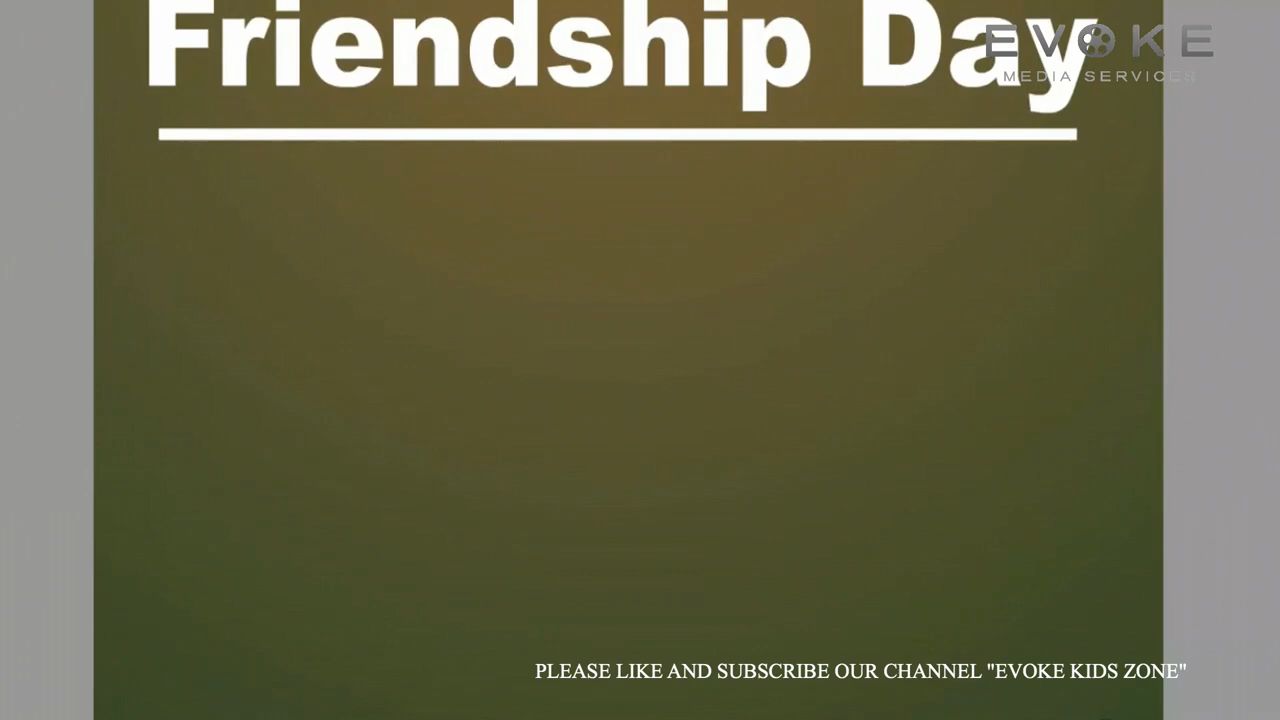 Friendship Day
EVOKE
MEDIA SERVICES
PLEASE LIKE AND SUBSCRIBE OUR CHANNEL "EVOKE KIDS ZONE"